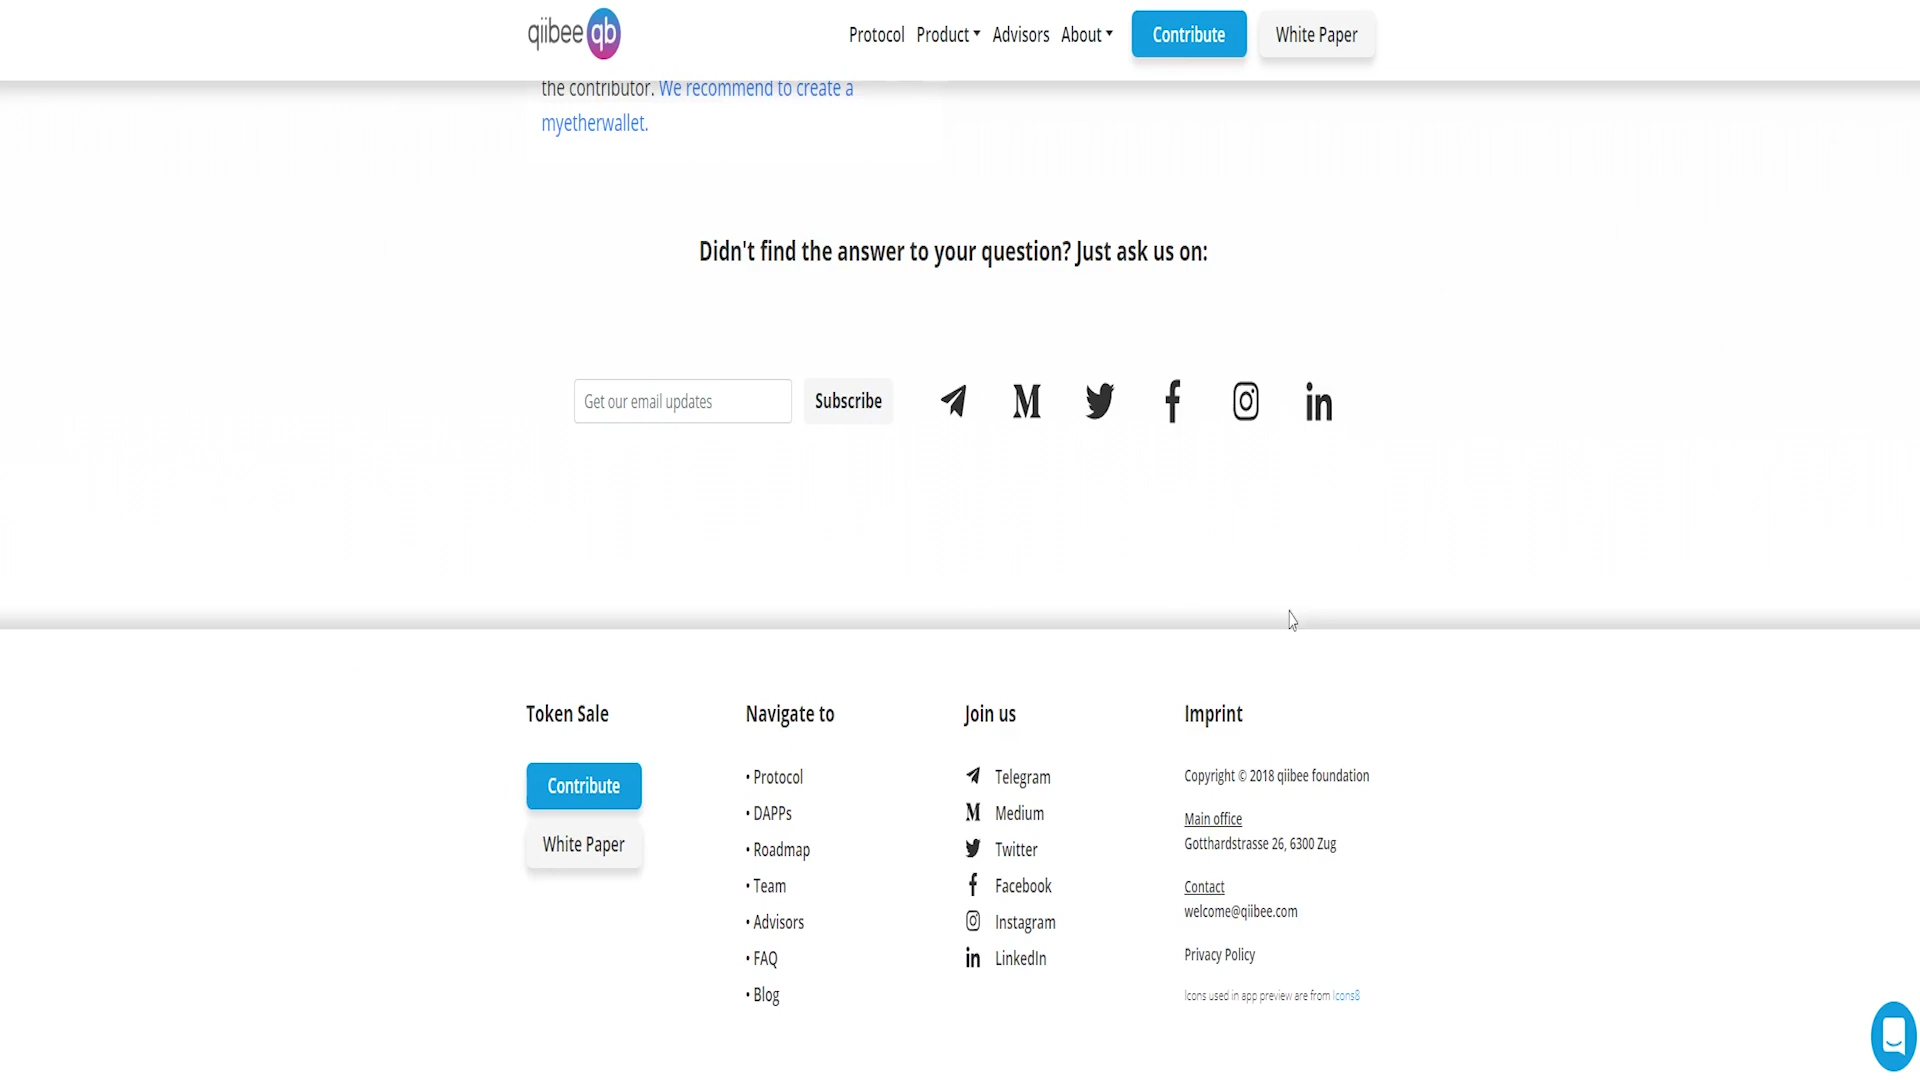 qiibee qb
Protocol Product Advisors About Contribute White Paper
the contributor. We recommend to create a
myetherwallet.
Didn't find the answer to your question? Just ask us on:
Get our email updates Subscribe
Token Sale
Contribute
White Paper
Navigate to
• Protocol
• DAPPs
• Roadmap
• Team
• Advisors
• FAQ
• Blog
Join us
Telegram
Medium
Twitter
Facebook
Instagram
LinkedIn
Imprint
Copyright © 2018 qiibee foundation
Main office
Gotthardstrasse 26, 6300 Zug
Contact
welcome@qiibee.com
Privacy Policy
Icons used in app preview are from Icons8